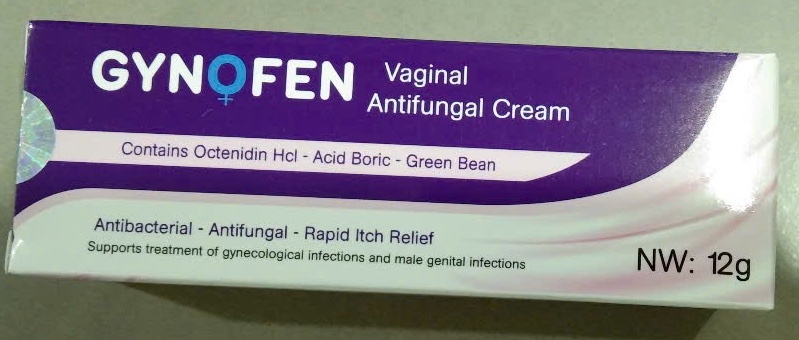 GYNOFEN
Vaginal
Antifungal Cream
Contains Octenidin Hcl - Acid Boric - Green Bean
Antibacterial - Antifungal - Rapid Itch Relief
Supports treatment of gynecological infections and male genital infections
NW: 12g